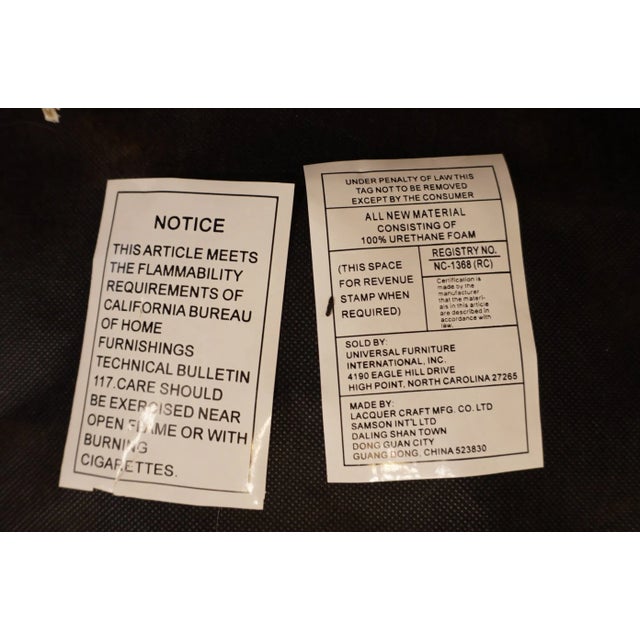 NOTICE
THIS ARTICLE MEETS
THE FLAMMABILITY
REQUIREMENTS OF
CALIFORNIA BUREAU
OF HOME
FURNISHINGS
TECHNICAL BULLETIN
117.CARE SHOULD
BE EXERCISED NEAR
OPEN FLAME OR WITH
BURNING
CIGARETTES.
UNDER PENALTY OF LAW THIS
TAG NOT TO BE REMOVED
EXCEPT BY THE CONSUMER
ALL NEW MATERIAL
CONSISTING OF
100% URETHANE FOAM
(THIS SPACE
FOR REVENUE
STAMP WHEN
REQUIRED)
REGISTRY NO.
NC-1368 (RC)
Certification is
made by the
manufacturer
that the materi-
als in this article
are described in
accordance with
law.
SOLD BY:
UNIVERSAL FURNITURE
INTERNATIONAL, INC.
4190 EAGLE HILL DRIVE
HIGH POINT, NORTH CAROLINA 27265
MADE BY:
LACQUER CRAFT MFG. CO. LTD
SAMSON INT'L LTD
DALING SHAN TOWN
DONG GUAN CITY
GUANG DONG, CHINA 523830